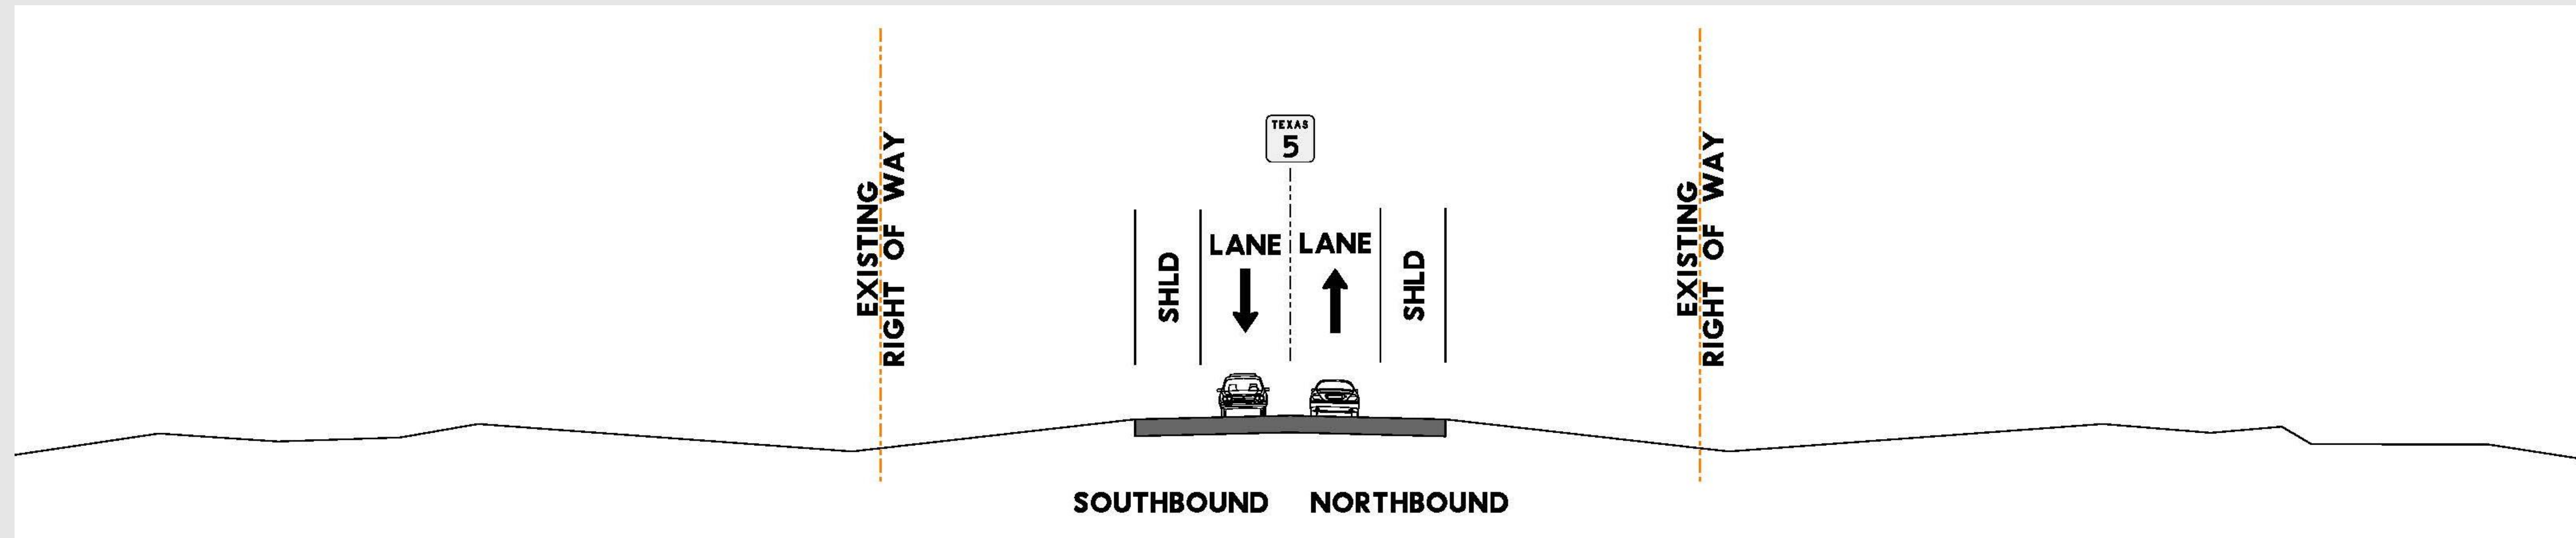 TEXAS
5
EXISTING
RIGHT OF WAY
SHLD
LANE
LANE
SHLD
EXISTING
RIGHT OF WAY
SOUTHBOUND
NORTHBOUND